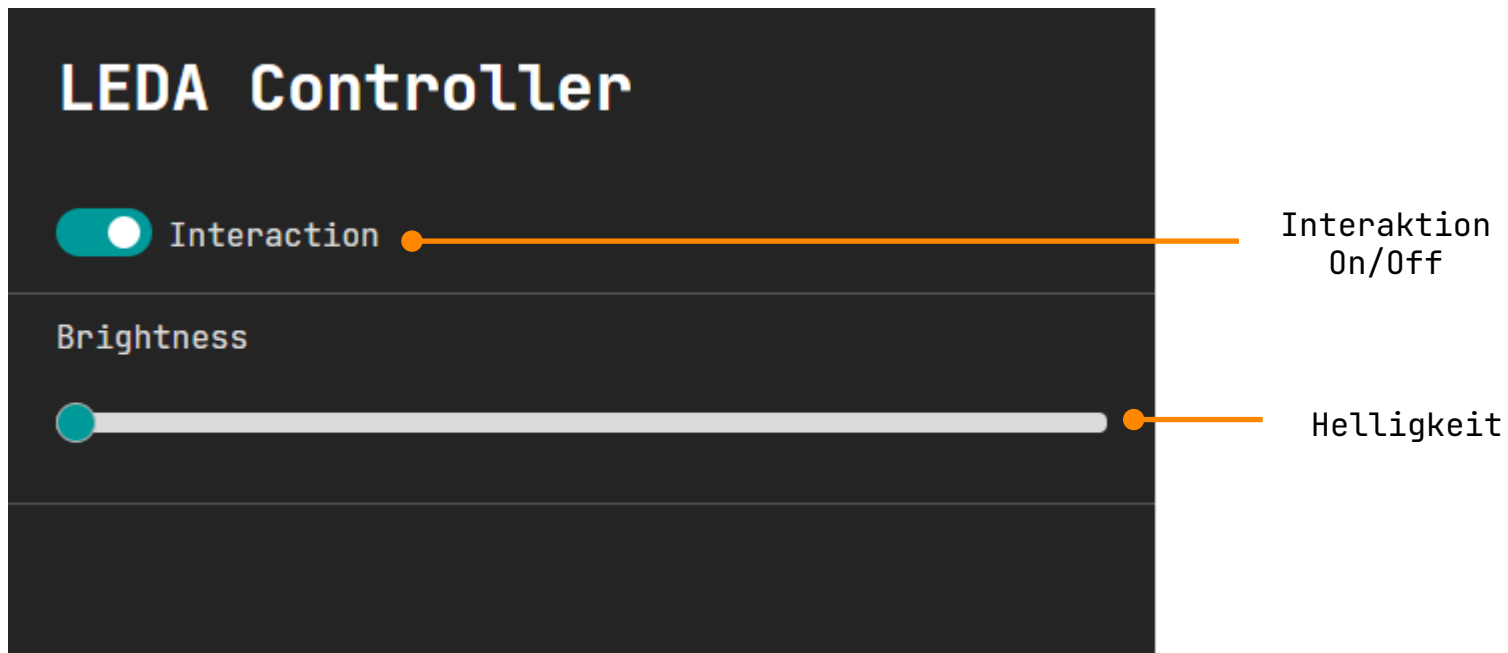 LEDA Controller
Interaction
Interaktion
On/Off
Brightness
Helligkeit